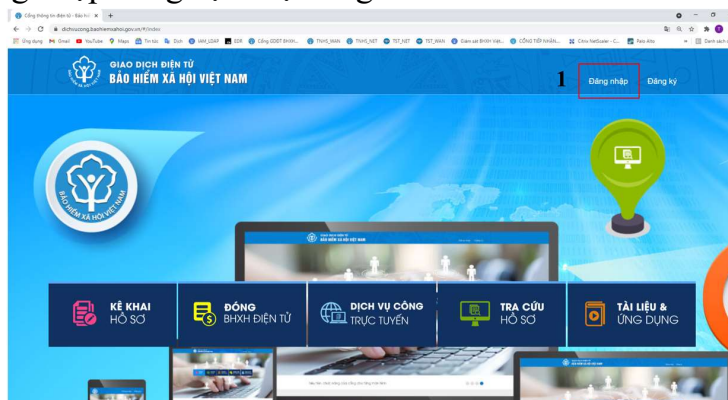 Cổng thông tin điện tử - Bảo hiể
dichvucong.baohiemxahoi.gov.vn/#/index
Ứng dụng Gmail YouTube Maps Tin tức Dịch IAM_LDAP EDR Cổng GDĐT BHXH... TNHS_WAN TNHS_NET TST_NET TST_WAN Giám sát BHXH Việt... CỔNG TIẾP NHẬN... Citrix NetScaler - C... Palo Alto Danh sách
GIAO DỊCH ĐIỆN TỬ
BẢO HIỂM XÃ HỘI VIỆT NAM
1 Đăng nhập Đăng ký
BẢO HIỂM XÃ HỘI VIỆT NAM
BẢO HIỂM XÃ HỘI VIỆT NAM
KÊ KHAI
HỒ SƠ
ĐÓNG
BHXH ĐIỆN TỬ
DỊCH VỤ CÔNG
TRỰC TUYẾN
TRA CỨU
HỒ SƠ
TÀI LIỆU &
ỨNG DỤNG